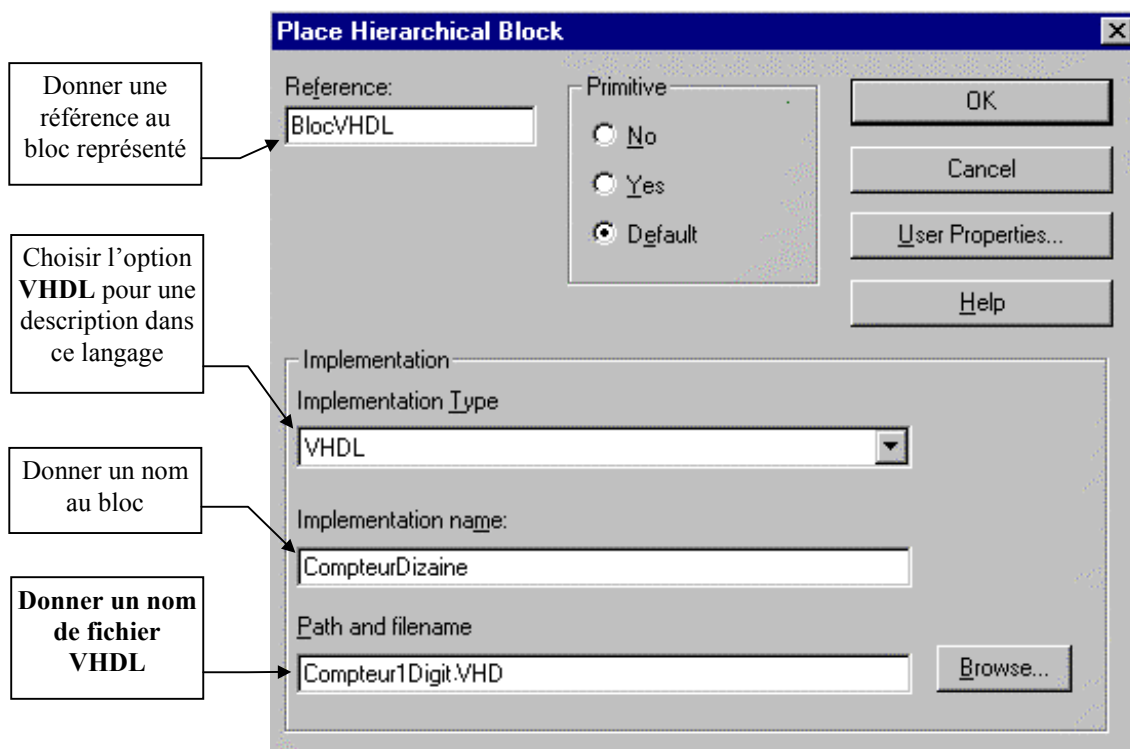 Place Hierarchical Block
Donner une
référence au
bloc représenté
Reference:
BlocVHDL
Primitive
No
Yes
Default
OK
Cancel
User Properties...
Help
Choisir l’option
VHDL pour une
description dans
ce langage
Implementation
Implementation Type
VHDL
Donner un nom
au bloc
Implementation name:
CompteurDizaine
Donner un nom
de fichier
VHDL
Path and filename
Compteur1Digit.VHD
Browse...